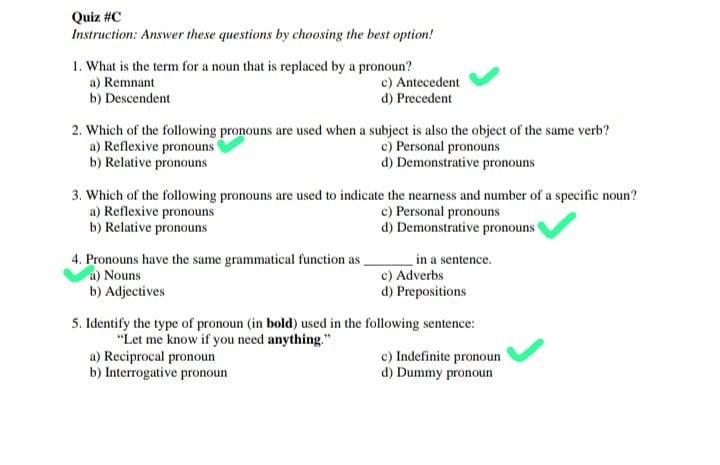 Quiz #C
Instruction: Answer these questions by choosing the best option!
1. What is the term for a noun that is replaced by a pronoun?
a) Remnant c) Antecedent
b) Descendent d) Precedent
2. Which of the following pronouns are used when a subject is also the object of the same verb?
a) Reflexive pronouns c) Personal pronouns
b) Relative pronouns d) Demonstrative pronouns
3. Which of the following pronouns are used to indicate the nearness and number of a specific noun?
a) Reflexive pronouns c) Personal pronouns
b) Relative pronouns d) Demonstrative pronouns
4. Pronouns have the same grammatical function as _______ in a sentence.
a) Nouns c) Adverbs
b) Adjectives d) Prepositions
5. Identify the type of pronoun (in bold) used in the following sentence:
“Let me know if you need anything.”
a) Reciprocal pronoun c) Indefinite pronoun
b) Interrogative pronoun d) Dummy pronoun